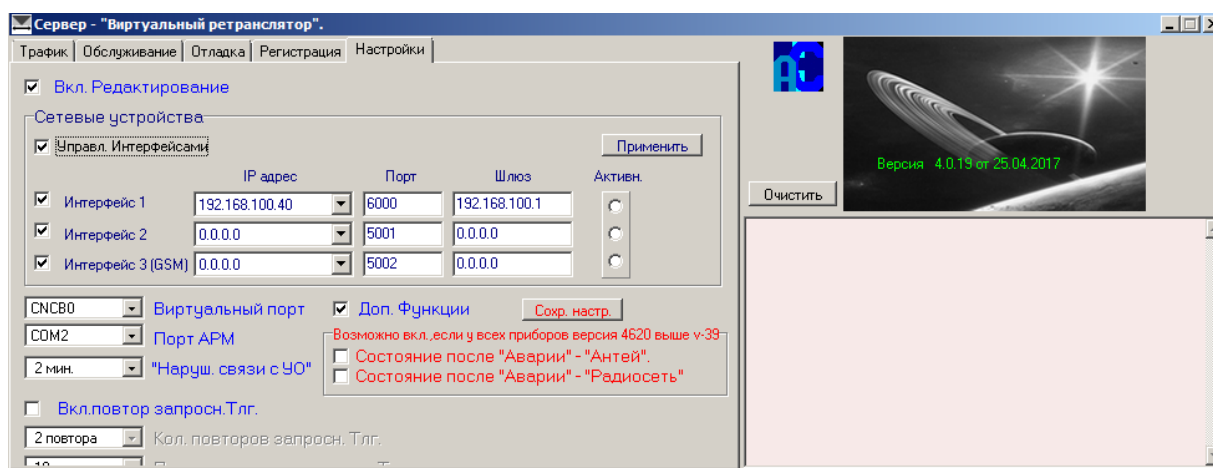 Сервер - "Виртуальный ретранслятор".
Трафик Обслуживание Отладка Регистрация Настройки
Вкл. Редактирование
Сетевые устройства
Управл. Интерфейсами Применить
IP адрес Порт Шлюз Активн.
Интерфейс 1 192.168.100.40 6000 192.168.100.1
Интерфейс 2 0.0.0.0 5001 0.0.0.0
Интерфейс 3 (GSM) 0.0.0.0 5002 0.0.0.0
CNCB0 Виртуальный порт Доп. Функции Сохр. настр.
COM2 Порт АРМ
Возможно вкл.,если у всех приборов версия 4620 выше v-39
Состояние после "Аварии" - "Антей".
2 мин. "Наруш. связи с УО"
Состояние после "Аварии" - "Радиосеть"
Вкл.повтор запросн.Тлг.
2 повтора Кол. повторов запросн. Тлг.
АС
Версия 4.0.19 от 25.04.2017
Очистить